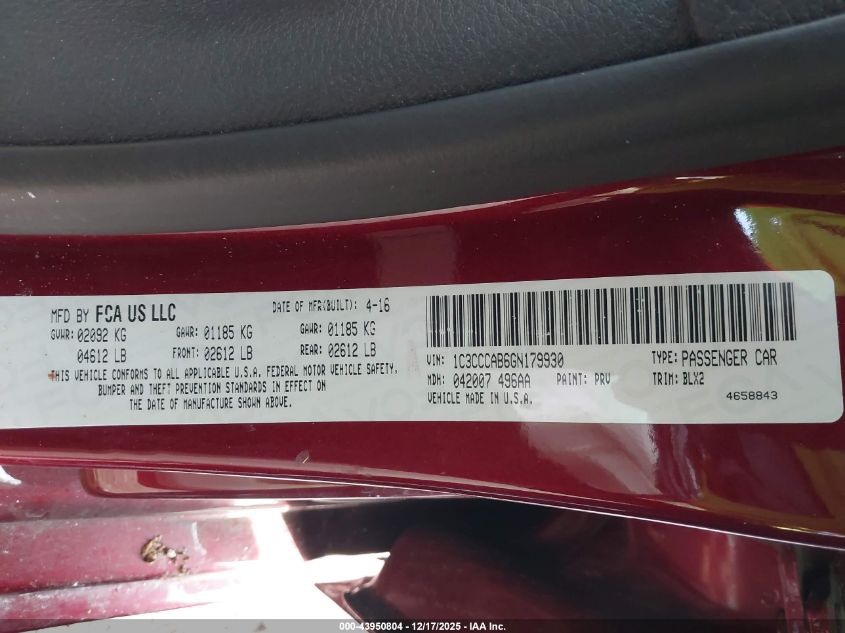 MFD BY FCA US LLC
DATE OF MFR(BUILT): 4-16
GVWR: 02092 KG GAWR: 01185 KG GAWR: 01185 KG
04612 LB FRONT: 02612 LB REAR: 02612 LB
THIS VEHICLE CONFORMS TO ALL APPLICABLE U.S.A. FEDERAL MOTOR VEHICLE SAFETY,
BUMPER AND THEFT PREVENTION STANDARDS IN EFFECT ON
THE DATE OF MANUFACTURE SHOWN ABOVE.
VIN: 1C3CCCAB6GN179930 TYPE: PASSENGER CAR
MDH: 042007 496AA PAINT: PRV TRIM: BLX2
VEHICLE MADE IN U.S.A. 4658843
000-43950804 | 12/17/2025 - IAA Inc.